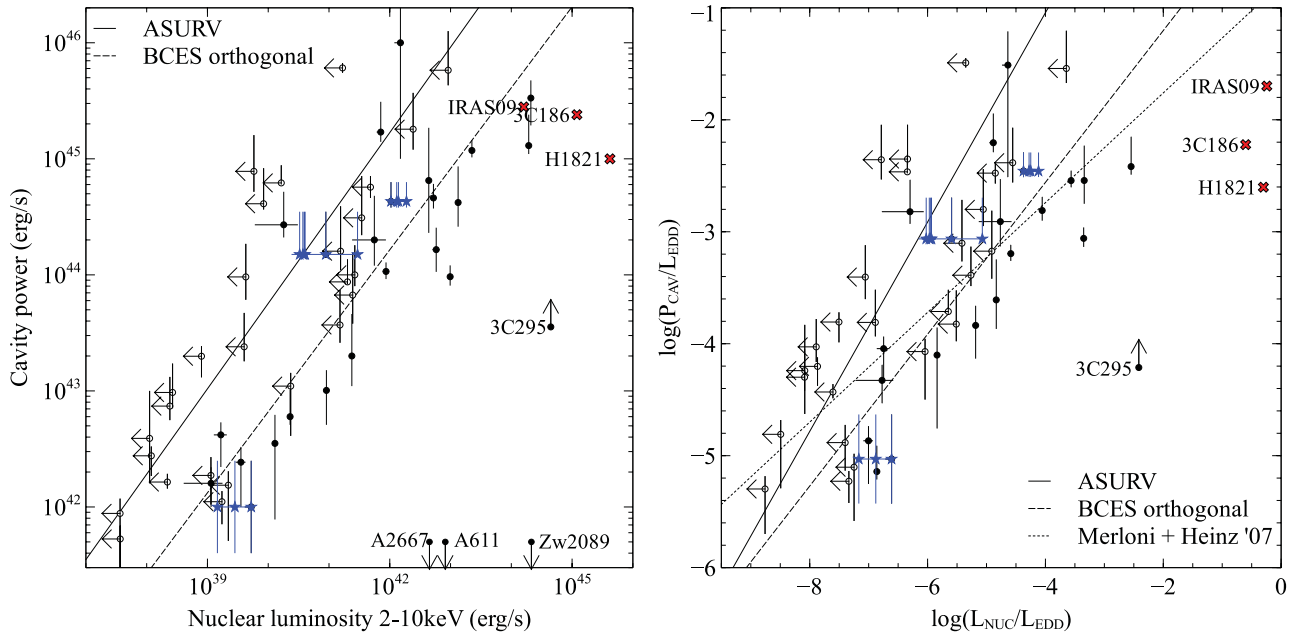 ASURV
BCES orthogonal
10^46
10^45
10^44
10^43
10^42
Cavity power (erg/s)
IRAS09
3C186
H1821
3C295
A2667
A611
Zw2089
10^39
10^42
10^45
Nuclear luminosity 2-10keV (erg/s)
−1
−2
−3
−4
−5
−6
log(P_CAV/L_EDD)
IRAS09
3C186
H1821
3C295
ASURV
BCES orthogonal
Merloni + Heinz '07
−8
−6
−4
−2
0
log(L_NUC/L_EDD)